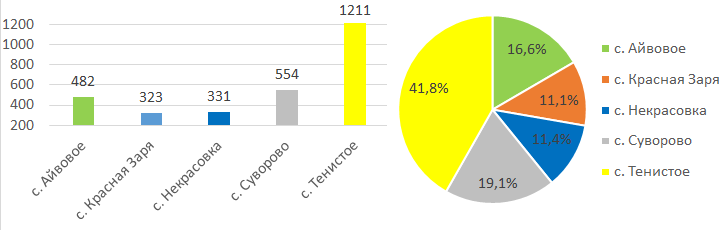 1200
1000
800
600
400
200
482
323
331
554
1211
с. Айвовое
с. Красная Заря
с. Некрасовка
с. Суворово
с. Тенистое
16,6%
11,1%
11,4%
19,1%
41,8%
с. Айвовое
с. Красная Заря
с. Некрасовка
с. Суворово
с. Тенистое